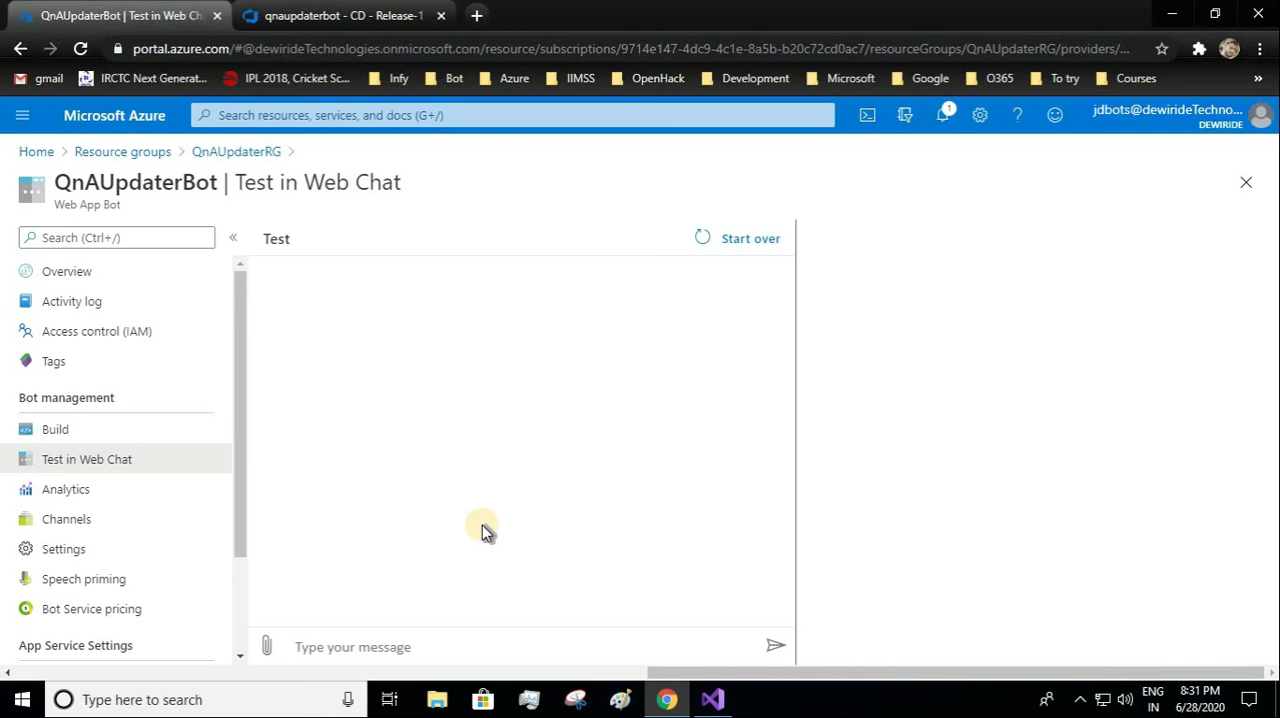 QnAUpdaterBot | Test in Web Ch
qnaupdaterbot - CD - Release-1
portal.azure.com/#@dewirideTechnologies.onmicrosoft.com/resource/subscriptions/9714e147-4dc9-4c1e-8a5b-b20c72cd0ac7/resourceGroups/QnAUpdaterRG/providers/...
gmail
IRCTC Next Generat...
IPL 2018, Cricket Sc...
Infy
Bot
Azure
IIMSS
OpenHack
Development
Microsoft
Google
O365
To try
Courses
»
Microsoft Azure
Search resources, services, and docs (G+/)
1
jdbots@dewirideTechno...
DEWIRIDE
Home > Resource groups > QnAUpdaterRG >
QnAUpdaterBot | Test in Web Chat
Web App Bot
Search (Ctrl+/)
«
Test
Start over
Overview
Activity log
Access control (IAM)
Tags
Bot management
Build
Test in Web Chat
Analytics
Channels
Settings
Speech priming
Bot Service pricing
App Service Settings
Type your message
Type here to search
ENG
IN
8:31 PM
6/28/2020